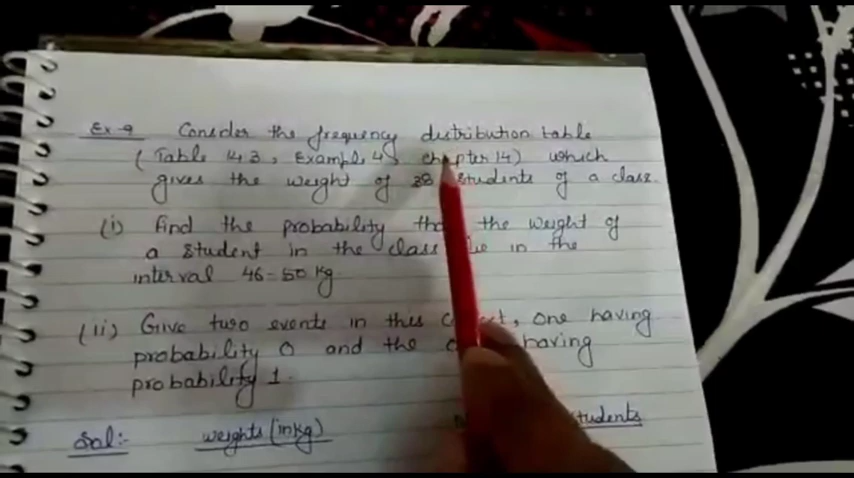 Ex-9 Consider the frequency distribution table
(Table 14.3, Example 4, chapter 14) which
gives the weight of 38 students of a class.
(i) Find the probability the weight of
a student in the class lie in the
interval 46-50 kg
(ii) Give two events in this, one having
probability 0 and the having
probability 1.
Sol:- weights (in kg) students